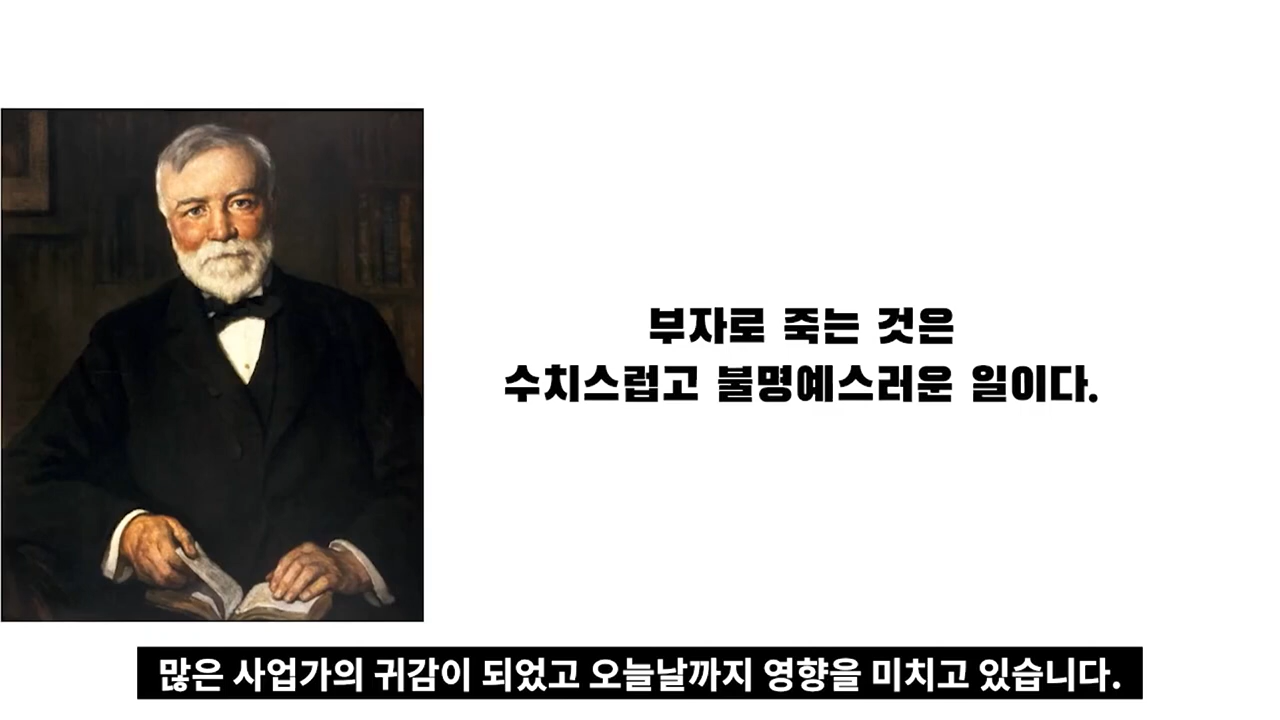 부자로 죽는 것은
수치스럽고 불명예스러운 일이다.
많은 사업가의 귀감이 되었고 오늘날까지 영향을 미치고 있습니다.